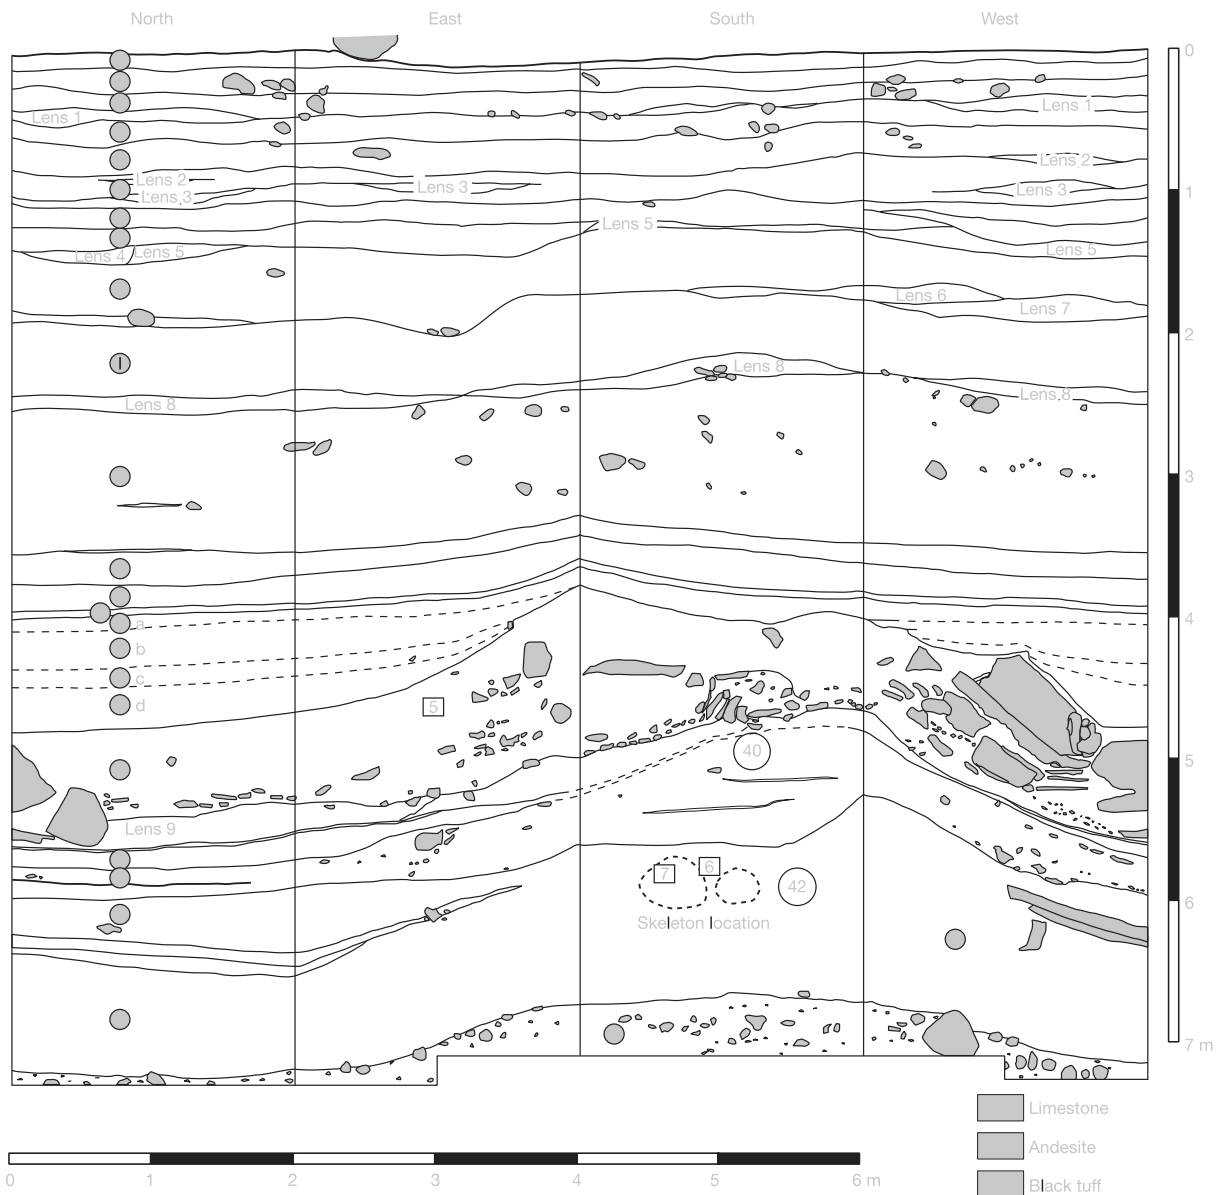 North East South West
0
Lens 1
Lens 1
Lens 2
Lens 2
Lens 3
Lens 3
Lens 3
1
Lens 5
Lens 4 Lens 5
Lens 5
Lens 6
Lens 7
2
Lens 8
Lens 8
Lens 8
3
4
a
b
c
d
5
40
5
Lens 9
7 6 42
6
Skeleton location
7 m
Limestone
Andesite
Black tuff
0 1 2 3 4 5 6 m